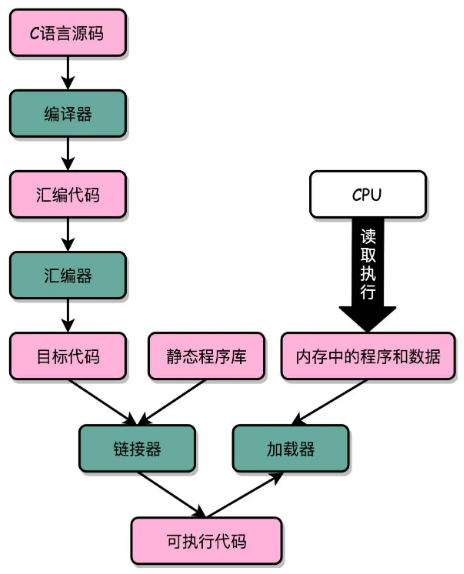 C语言源码
编译器
汇编代码
CPU
读取执行
汇编器
目标代码
静态程序库
内存中的程序和数据
链接器
加载器
可执行代码